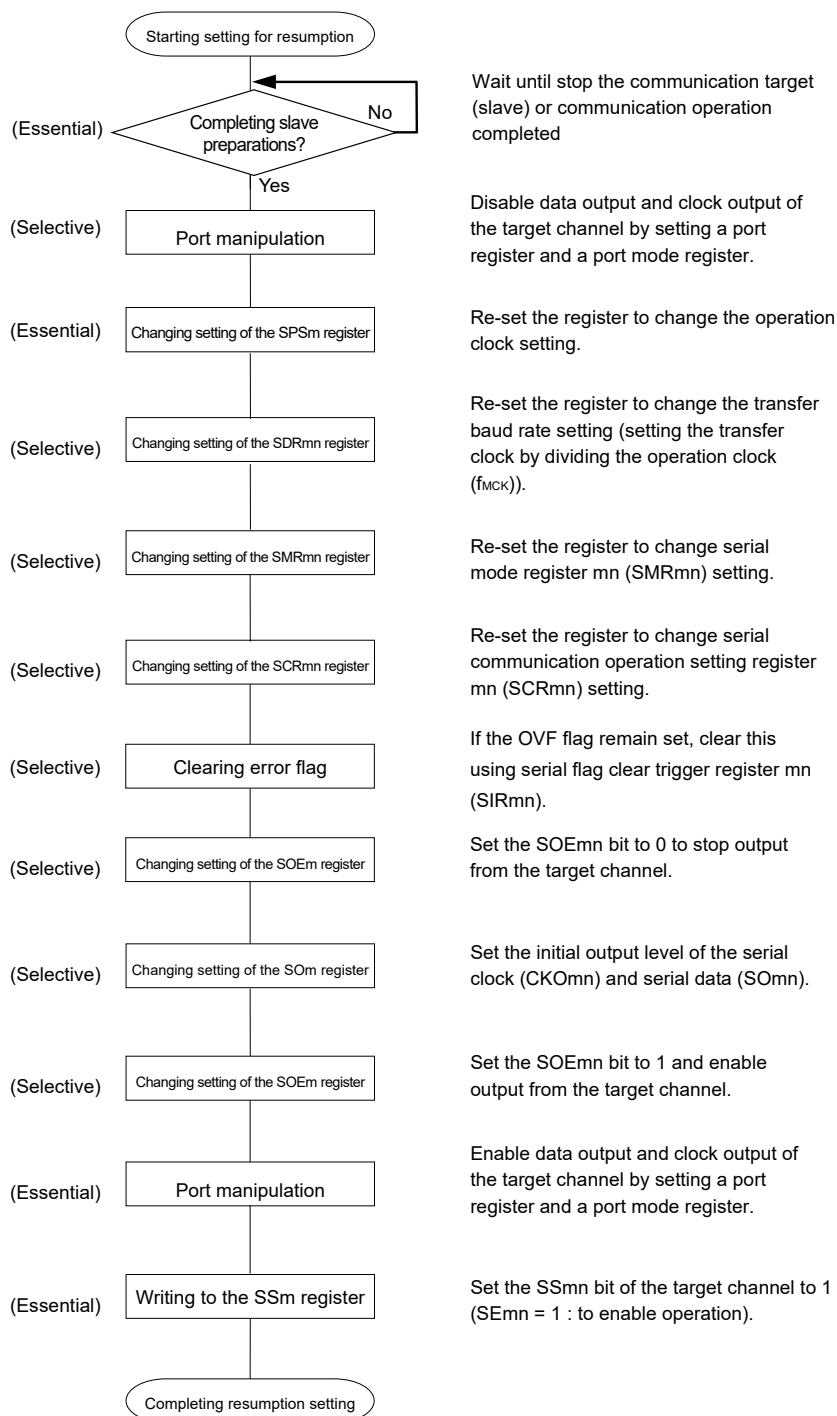 Starting setting for resumption
(Essential)
Completing slave
preparations?
No
Yes
Wait until stop the communication target
(slave) or communication operation
completed
(Selective)
Port manipulation
Disable data output and clock output of
the target channel by setting a port
register and a port mode register.
(Essential)
Changing setting of the SPSm register
Re-set the register to change the operation
clock setting.
(Selective)
Changing setting of the SDRmn register
Re-set the register to change the transfer
baud rate setting (setting the transfer
clock by dividing the operation clock
(fMCK)).
(Selective)
Changing setting of the SMRmn register
Re-set the register to change serial
mode register mn (SMRmn) setting.
(Selective)
Changing setting of the SCRmn register
Re-set the register to change serial
communication operation setting register
mn (SCRmn) setting.
(Selective)
Clearing error flag
If the OVF flag remain set, clear this
using serial flag clear trigger register mn
(SIRmn).
(Selective)
Changing setting of the SOEm register
Set the SOEmn bit to 0 to stop output
from the target channel.
(Selective)
Changing setting of the SOm register
Set the initial output level of the serial
clock (CKOmn) and serial data (SOmn).
(Selective)
Changing setting of the SOEm register
Set the SOEmn bit to 1 and enable
output from the target channel.
(Essential)
Port manipulation
Enable data output and clock output of
the target channel by setting a port
register and a port mode register.
(Essential)
Writing to the SSm register
Set the SSmn bit of the target channel to 1
(SEmn = 1 : to enable operation).
Completing resumption setting